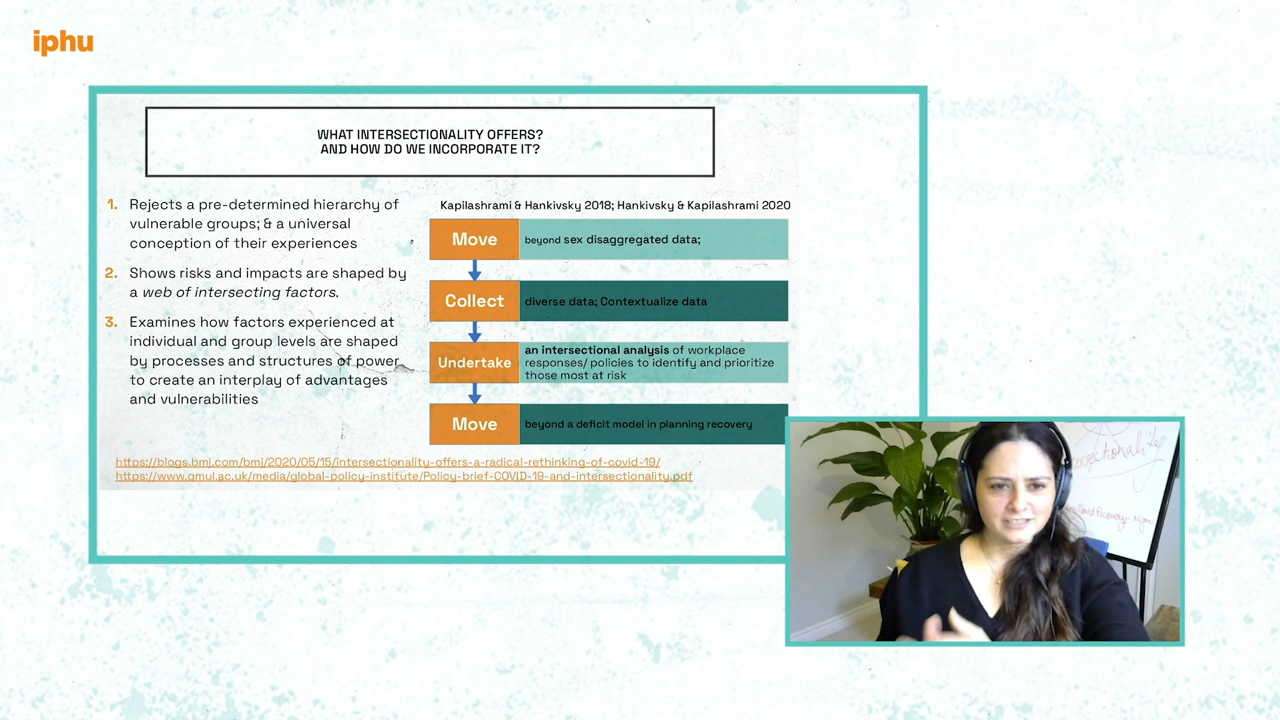 iphu
WHAT INTERSECTIONALITY OFFERS?
AND HOW DO WE INCORPORATE IT?
1. Rejects a pre-determined hierarchy of
vulnerable groups; & a universal
conception of their experiences
2. Shows risks and impacts are shaped by
a web of intersecting factors.
3. Examines how factors experienced at
individual and group levels are shaped
by processes and structures of power
to create an interplay of advantages
and vulnerabilities
Kapilashrami & Hankivsky 2018; Hankivsky & Kapilashrami 2020
Move
beyond sex disaggregated data;
Collect
diverse data; Contextualize data
Undertake
an intersectional analysis of workplace
responses/ policies to identify and prioritize
those most at risk
Move
beyond a deficit model in planning recovery
https://blogs.bmj.com/bmj/2020/05/15/intersectionality-offers-a-radical-rethinking-of-covid-19/
https://www.qmul.ac.uk/media/global-policy-institute/Policy-brief-COVID-19-and-intersectionality.pdf